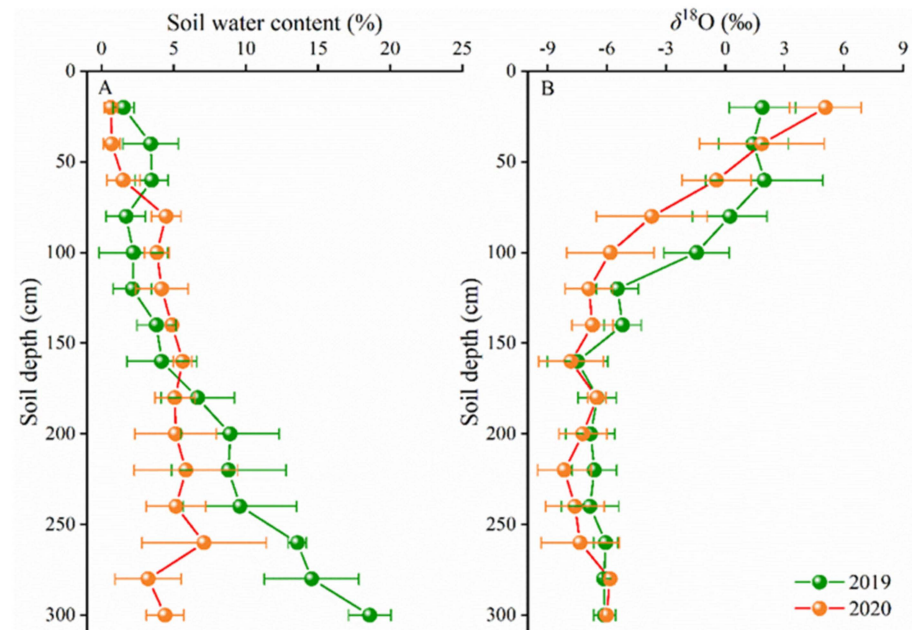 Soil water content (%)
0 5 10 15 20 25
A
Soil depth (cm)
0
50
100
150
200
250
300
δ¹⁸O (‰)
-9 -6 -3 0 3 6 9
B
Soil depth (cm)
0
50
100
150
200
250
300
2019
2020